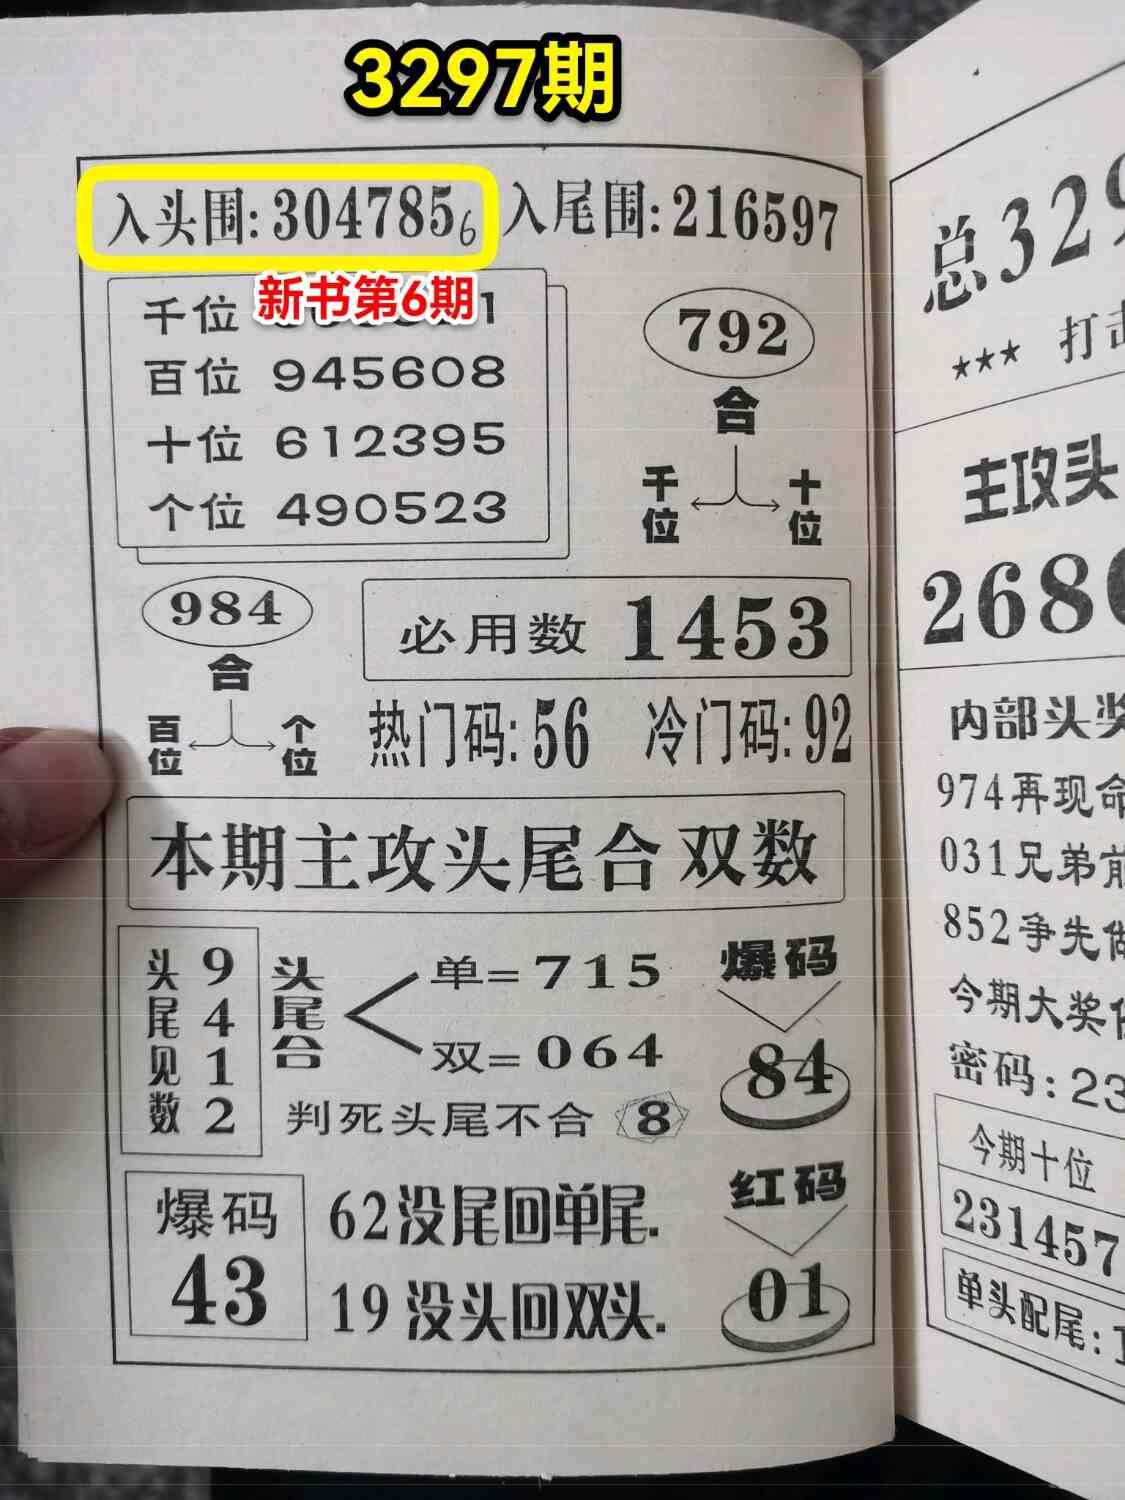 3297期
入头围:3047856 入尾围:216597
新书第6期
千位
百位 945608
十位 612395
个位 490523
792
合
千位 十位
984
合
百位 个位
必用数 1453
热门码:56 冷门码:92
本期主攻头尾合双数
头尾见数 9412
头尾合
单=715
双=064
判死头尾不合 8
爆码
84
爆码
43
62没尾回单尾.
19没头回双头.
红码
01
总329
*** 打击
主攻头
268
内部头奖
974再现命
031兄弟前
852争先做
今期大奖
密码:23
今期十位
231457
单头配尾:1